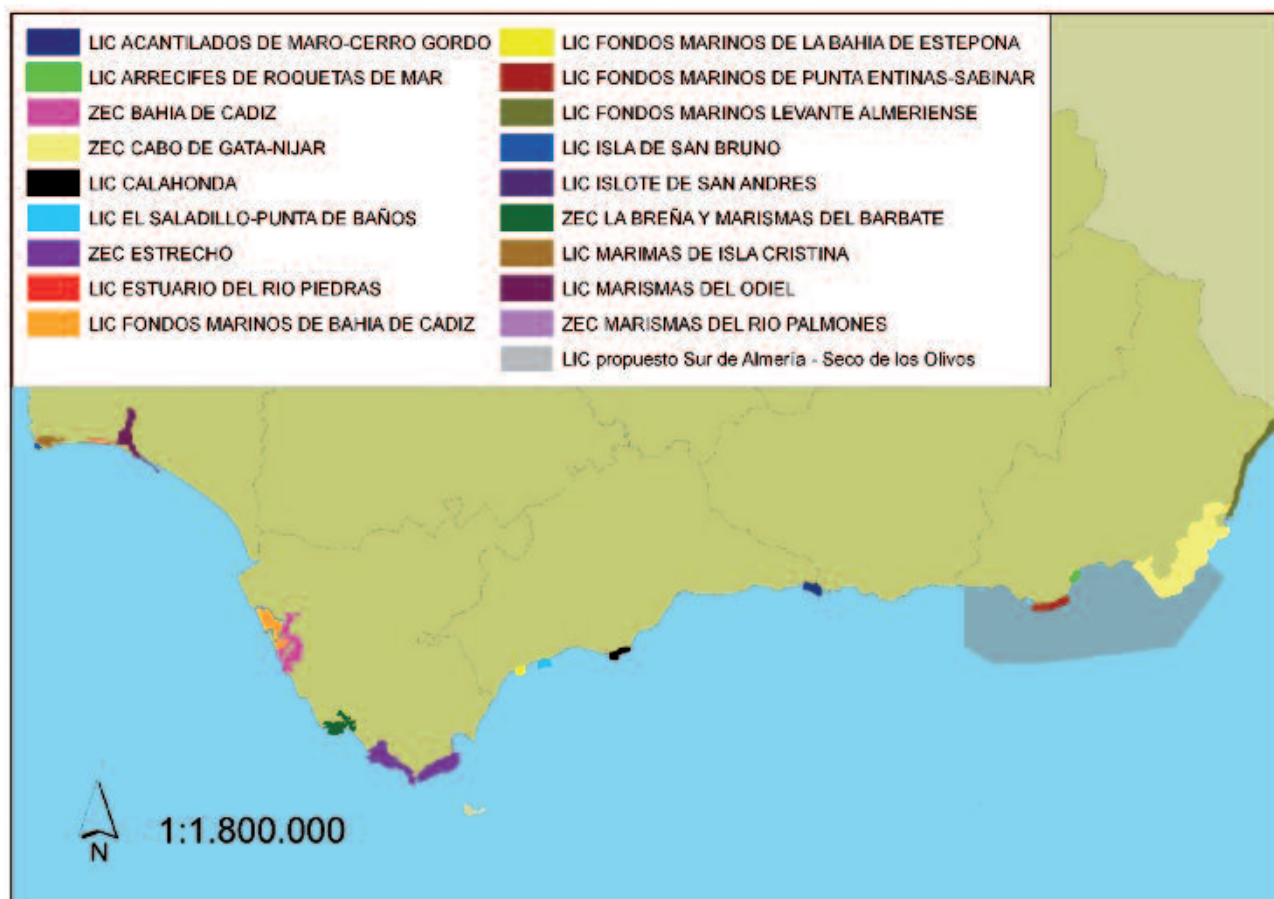 LIC ACANTILADOS DE MARO-CERRO GORDO
LIC ARRECIFES DE ROQUETAS DE MAR
ZEC BAHIA DE CADIZ
ZEC CABO DE GATA-NIJAR
LIC CALAHONDA
LIC EL SALADILLO-PUNTA DE BAÑOS
ZEC ESTRECHO
LIC ESTUARIO DEL RIO PIEDRAS
LIC FONDOS MARINOS DE BAHIA DE CADIZ
LIC FONDOS MARINOS DE LA BAHIA DE ESTEPONA
LIC FONDOS MARINOS DE PUNTA ENTINAS-SABINAR
LIC FONDOS MARINOS LEVANTE ALMERIENSE
LIC ISLA DE SAN BRUNO
LIC ISLOTE DE SAN ANDRES
ZEC LA BREÑA Y MARISMAS DEL BARBATE
LIC MARIMAS DE ISLA CRISTINA
LIC MARISMAS DEL ODIEL
ZEC MARISMAS DEL RIO PALMONES
LIC propuesto Sur de Almería - Seco de los Olivos
N
1:1.800.000